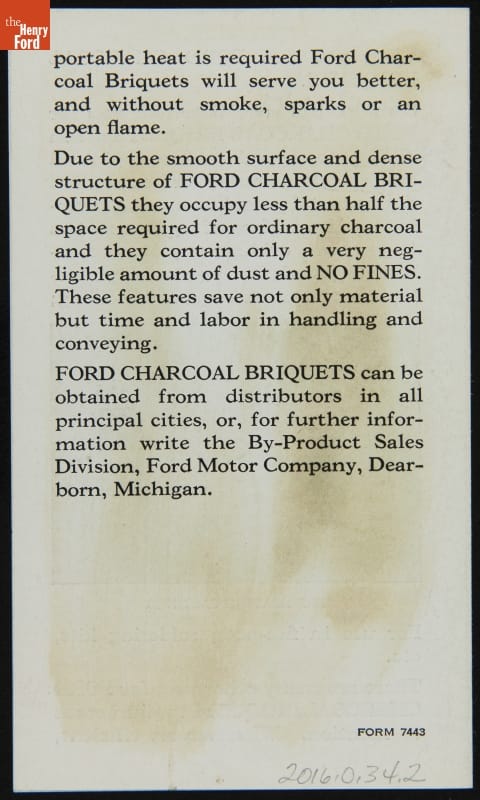 the
Henry
Ford
portable heat is required Ford Char-
coal Briquets will serve you better,
and without smoke, sparks or an
open flame.
Due to the smooth surface and dense
structure of FORD CHARCOAL BRI-
QUETS they occupy less than half the
space required for ordinary charcoal
and they contain only a very neg-
ligible amount of dust and NO FINES.
These features save not only material
but time and labor in handling and
conveying.
FORD CHARCOAL BRIQUETS can be
obtained from distributors in all
principal cities, or, for further infor-
mation write the By-Product Sales
Division, Ford Motor Company, Dear-
born, Michigan.
FORM 7443
2016.0.34.2